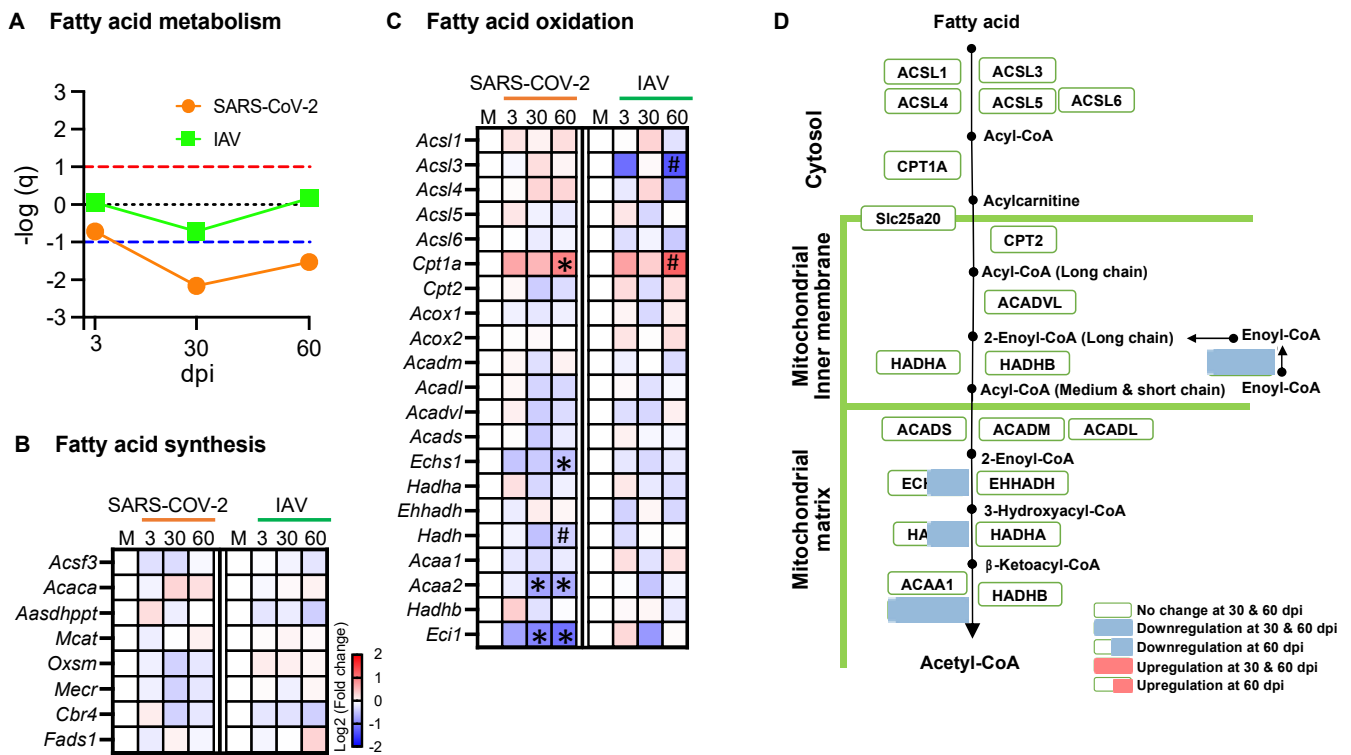 A Fatty acid metabolism
-log (q)
3
2
1
0
-1
-2
-3
SARS-CoV-2
IAV
3 30 60
dpi
B Fatty acid synthesis
SARS-COV-2 IAV
M 3 30 60 M 3 30 60
Acsf3
Acaca
Aasdhppt
Mcat
Oxsm
Mecr
Cbr4
Fads1
Log2 (Fold change)
2
1
0
-1
-2
C Fatty acid oxidation
SARS-COV-2 IAV
M 3 30 60 M 3 30 60
Acsl1
Acsl3 #
Acsl4
Acsl5
Acsl6
Cpt1a * #
Cpt2
Acox1
Acox2
Acadm
Acadl
Acadvl
Acads
Echs1 *
Hadha
Ehhadh
Hadh #
Acaa1
Acaa2 * *
Hadhb
Eci1 * *
D
Fatty acid
Cytosol
ACSL1 ACSL3
ACSL4 ACSL5 ACSL6
Acyl-CoA
CPT1A
Acylcarnitine
Slc25a20
Mitochondrial
Inner membrane
CPT2
Acyl-CoA (Long chain)
ACADVL
2-Enoyl-CoA (Long chain) Enoyl-CoA
HADHA HADHB
Enoyl-CoA
Acyl-CoA (Medium & short chain)
Mitochondrial
matrix
ACADS ACADM ACADL
2-Enoyl-CoA
EHHADH
3-Hydroxyacyl-CoA
HA HADHA
β-Ketoacyl-CoA
ACAA1 HADHB
Acetyl-CoA
No change at 30 & 60 dpi
Downregulation at 30 & 60 dpi
Downregulation at 60 dpi
Upregulation at 30 & 60 dpi
Upregulation at 60 dpi